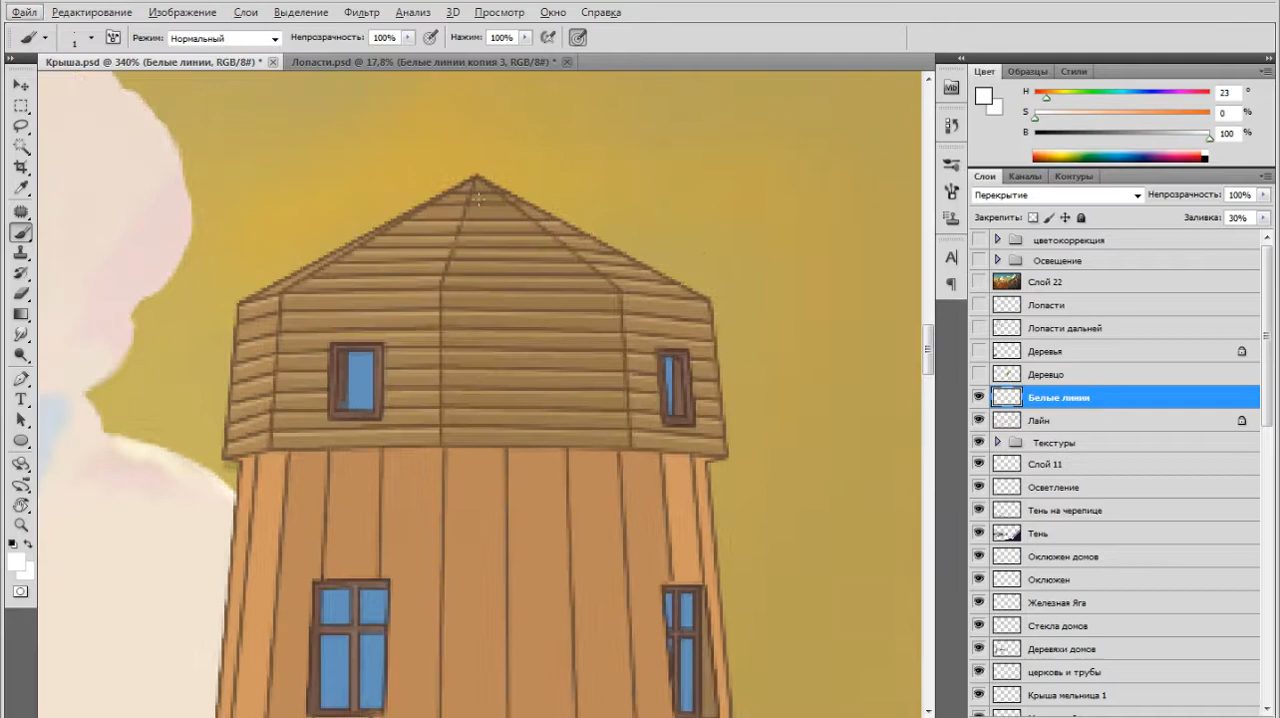 Файл Редактирование Изображение Слои Выделение Фильтр Анализ 3D Просмотр Окно Справка
1 Режим: Нормальный Непрозрачность: 100% Нажим: 100%
Крыша.psd @ 340% (Белые линии, RGB/8#) * Лопасти.psd @ 17,8% (Белые линии копия 3, RGB/8#) *
Цвет Образцы Стили
H 23 °
S 0 %
B 100 %
Слои Каналы Контуры
Перекрытие Непрозрачность: 100%
Закрепить: Заливка: 30%
цветокоррекция
Освещение
Слой 22
Лопасти
Лопасти дальней
Деревья
Деревцо
Белые линии
Лайн
Текстуры
Слой 11
Осветление
Тень на черепице
Тень
Оклюжен домов
Оклюжен
Железная Яга
Стекла домов
Деревяхи домов
церковь и трубы
Крыша мельница 1